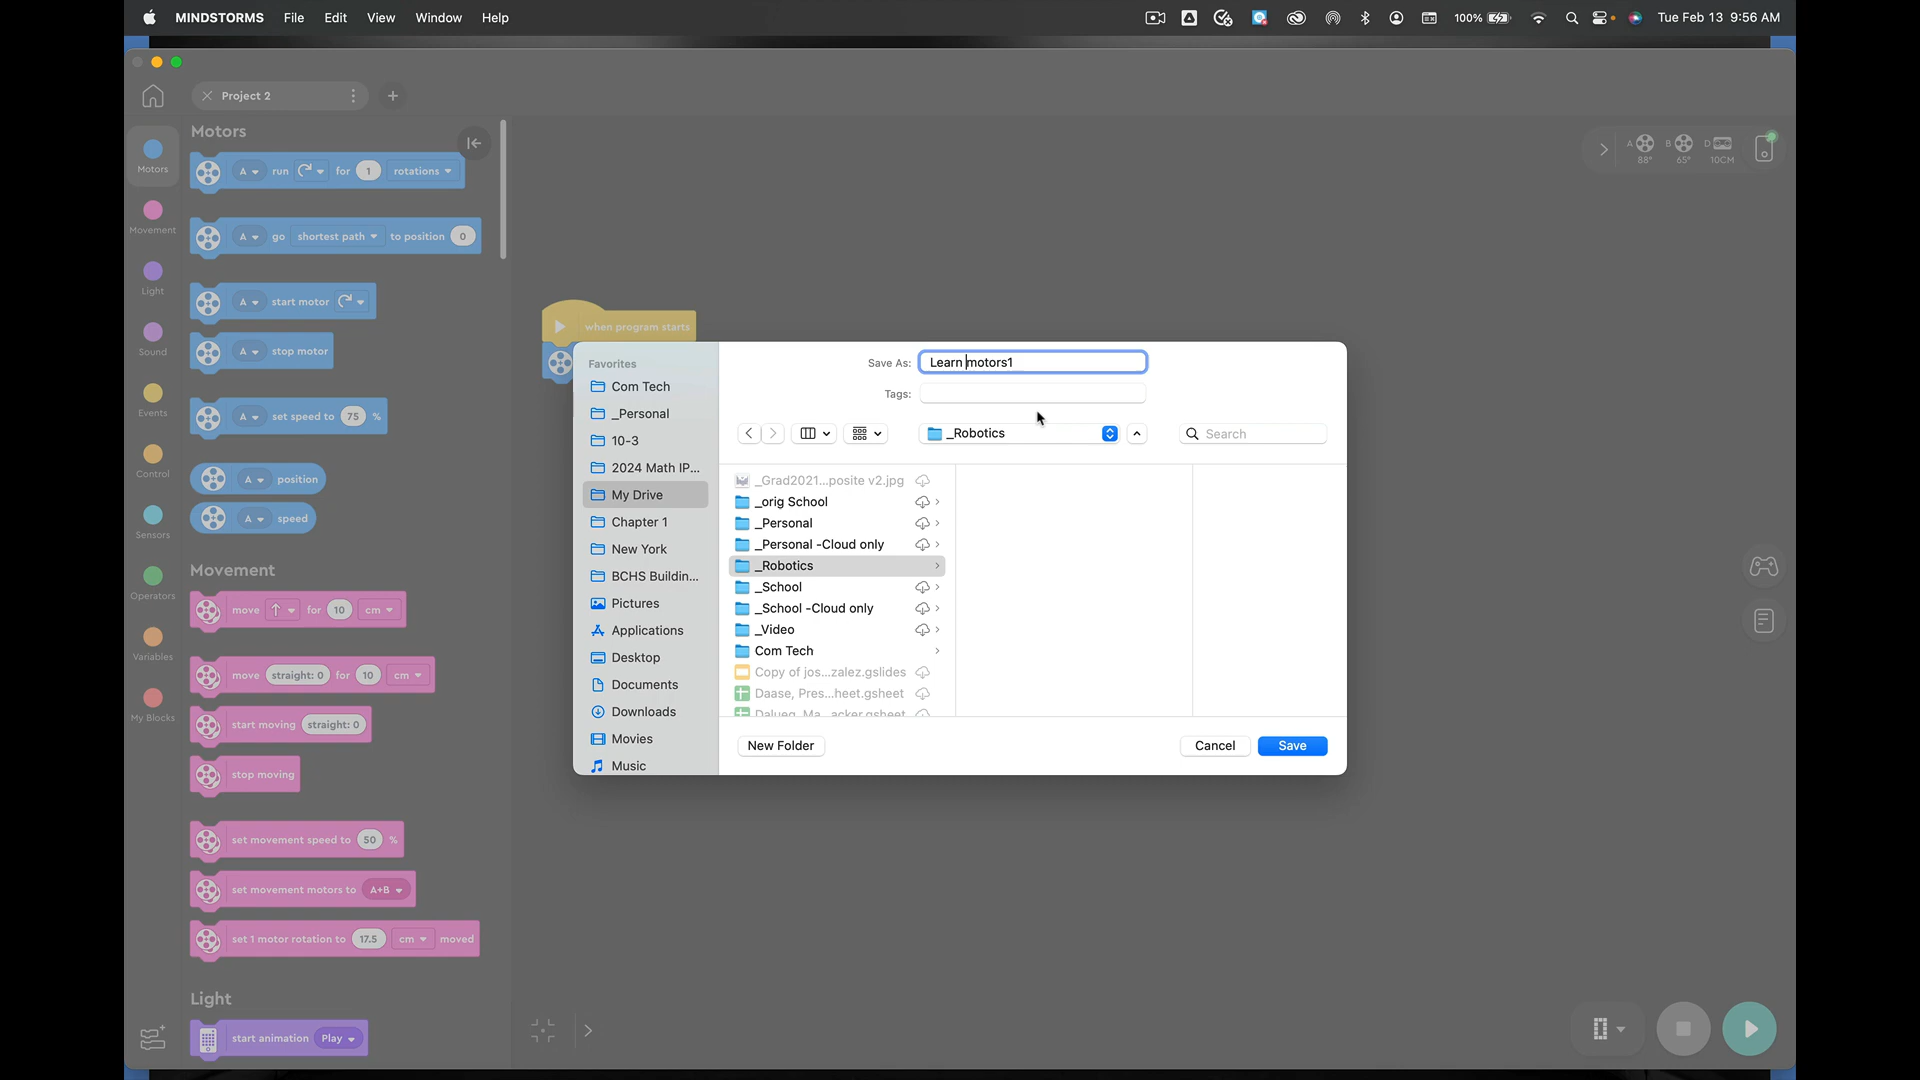 MINDSTORMS File Edit View Window Help 100% Tue Feb 13 9:56 AM
Project 2
Motors
A run for 1 rotations
A go shortest path to position 0
A start motor
A stop motor
A set speed to 75 %
A position
A speed
Movement
move for 10 cm
move straight: 0 for 10 cm
start moving straight: 0
stop moving
set movement speed to 50 %
set movement motors to A+B
set 1 motor rotation to 17.5 cm moved
Light
start animation Play
Motors
Movement
Light
Sound
Events
Control
Sensors
Operators
Variables
My Blocks
when program starts
A 88°
B 65°
D 10CM
Favorites
Com Tech
_Personal
10-3
2024 Math IP...
My Drive
Chapter 1
New York
BCHS Buildin...
Pictures
Applications
Desktop
Documents
Downloads
Movies
Music
Save As: Learn motors1
Tags:
_Robotics
Search
_Grad2021...posite v2.jpg
_orig School
_Personal
_Personal -Cloud only
_Robotics
_School
_School -Cloud only
_Video
Com Tech
Copy of jos...zalez.gslides
Daase, Pres...heet.gsheet
New Folder
Cancel
Save